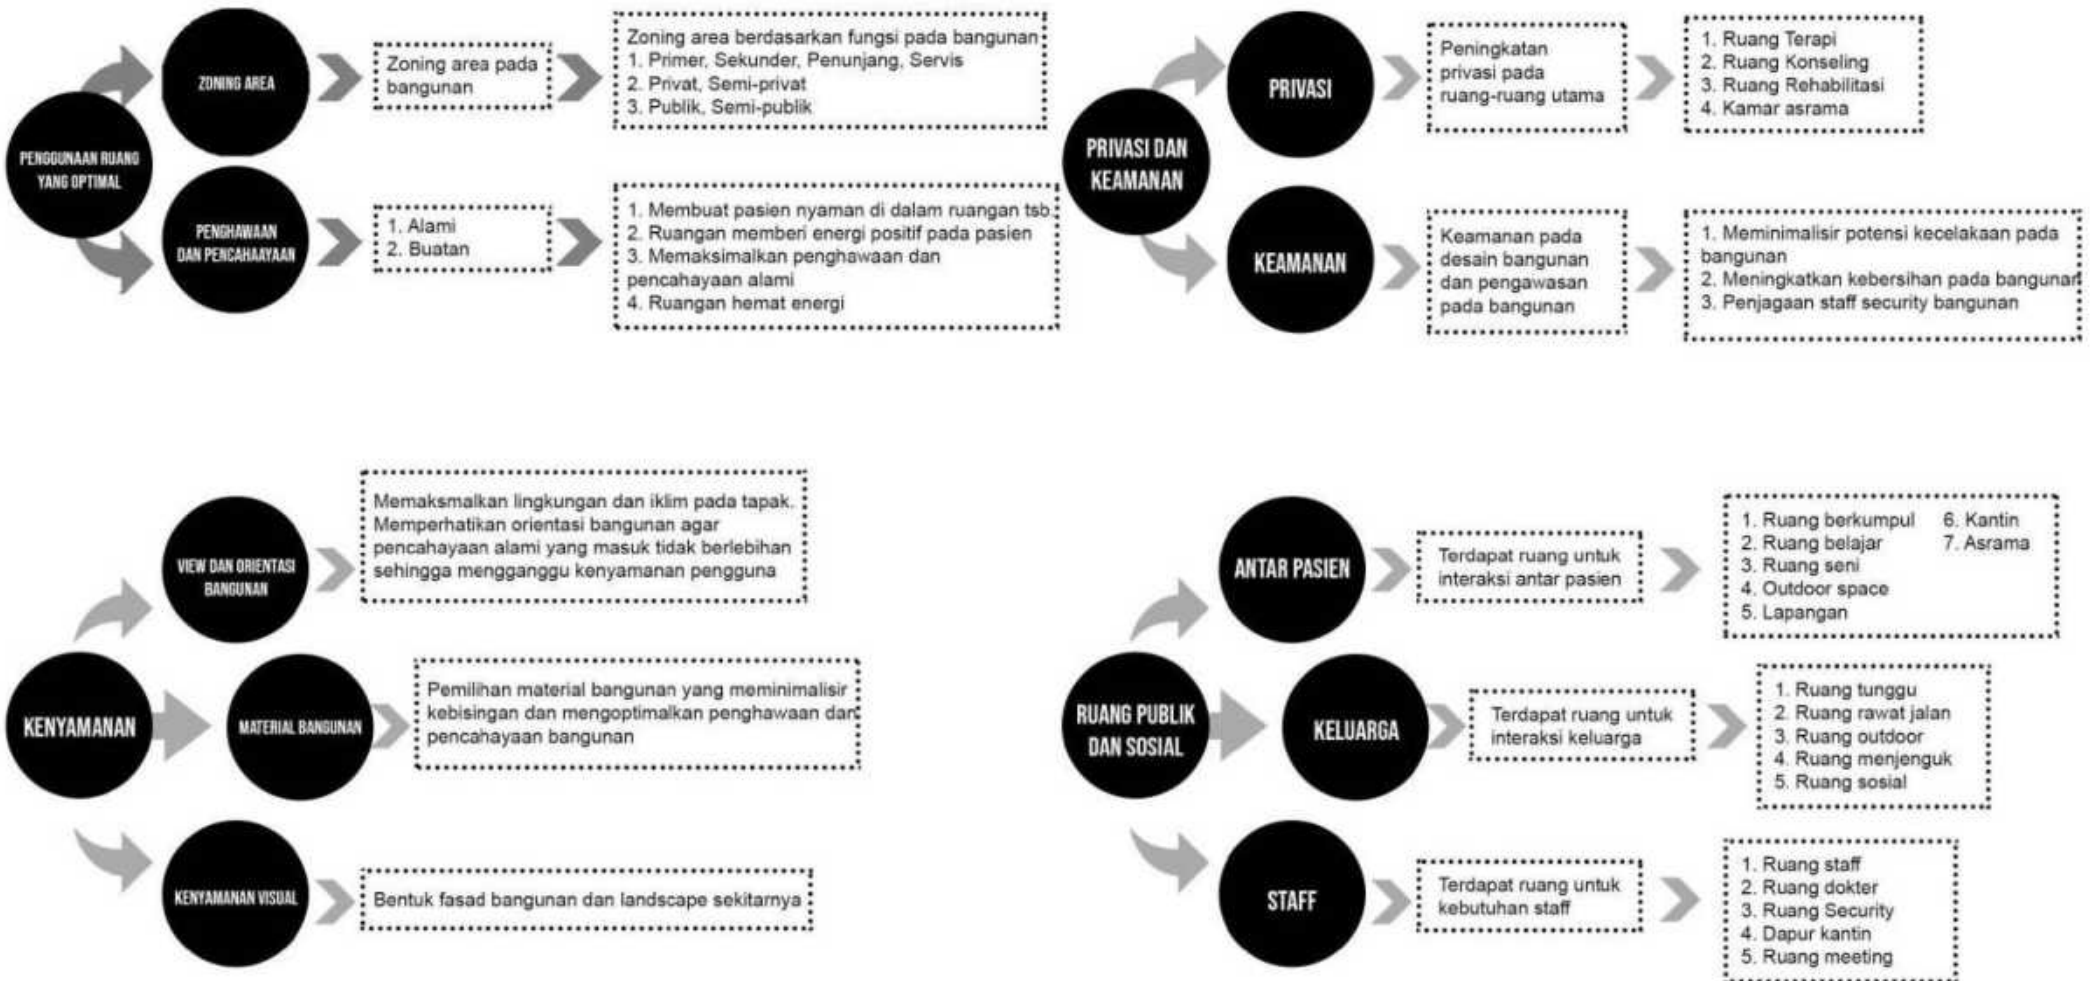 PENGGUNAAN RUANG
YANG OPTIMAL
ZONING AREA
Zoning area pada
bangunan
Zoning area berdasarkan fungsi pada bangunan
1. Primer, Sekunder, Penunjang, Servis
2. Privat, Semi-privat
3. Publik, Semi-publik
PENGHAWAAN
DAN PENCAHAAYAAN
1. Alami
2. Buatan
1. Membuat pasien nyaman di dalam ruangan tsb.
2. Ruangan memberi energi positif pada pasien
3. Memaksimalkan penghawaan dan
pencahayaan alami
4. Ruangan hemat energi
PRIVASI DAN
KEAMANAN
PRIVASI
Peningkatan
privasi pada
ruang-ruang utama
1. Ruang Terapi
2. Ruang Konseling
3. Ruang Rehabilitasi
4. Kamar asrama
KEAMANAN
Keamanan pada
desain bangunan
dan pengawasan
pada bangunan
1. Meminimalisir potensi kecelakaan pada
bangunan
2. Meningkatkan kebersihan pada bangunan
3. Penjagaan staff security bangunan
KENYAMANAN
VIEW DAN ORIENTASI
BANGUNAN
Memaksmalkan lingkungan dan iklim pada tapak.
Memperhatikan orientasi bangunan agar
pencahayaan alami yang masuk tidak berlebihan
sehingga mengganggu kenyamanan pengguna
MATERIAL BANGUNAN
Pemilihan material bangunan yang meminimalisir
kebisingan dan mengoptimalkan penghawaan dan
pencahayaan bangunan
KENYAMANAN VISUAL
Bentuk fasad bangunan dan landscape sekitarnya
RUANG PUBLIK
DAN SOSIAL
ANTAR PASIEN
Terdapat ruang untuk
interaksi antar pasien
1. Ruang berkumpul
2. Ruang belajar
3. Ruang seni
4. Outdoor space
5. Lapangan
6. Kantin
7. Asrama
KELUARGA
Terdapat ruang untuk
interaksi keluarga
1. Ruang tunggu
2. Ruang rawat jalan
3. Ruang outdoor
4. Ruang menjenguk
5. Ruang sosial
STAFF
Terdapat ruang untuk
kebutuhan staff
1. Ruang staff
2. Ruang dokter
3. Ruang Security
4. Dapur kantin
5. Ruang meeting